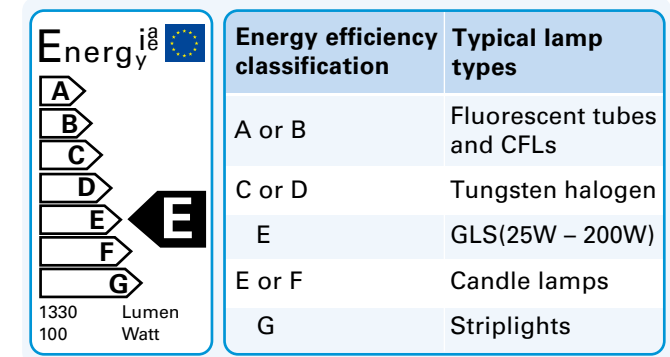 Energy
ia
e
A
B
C
D
E
F
G
E
1330 Lumen
100 Watt
Energy efficiency classification Typical lamp types
A or B Fluorescent tubes and CFLs
C or D Tungsten halogen
E GLS(25W – 200W)
E or F Candle lamps
G Striplights